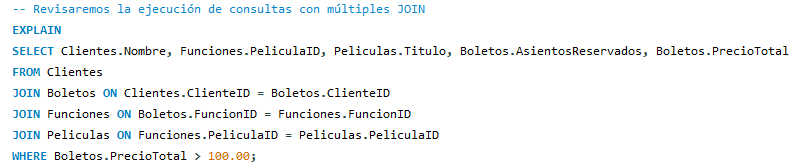 -- Revisaremos la ejecución de consultas con múltiples JOIN
EXPLAIN
SELECT Clientes.Nombre, Funciones.PeliculaID, Peliculas.Titulo, Boletos.AsientosReservados, Boletos.PrecioTotal
FROM Clientes
JOIN Boletos ON Clientes.ClienteID = Boletos.ClienteID
JOIN Funciones ON Boletos.FuncionID = Funciones.FuncionID
JOIN Peliculas ON Funciones.PeliculaID = Peliculas.PeliculaID
WHERE Boletos.PrecioTotal > 100.00;